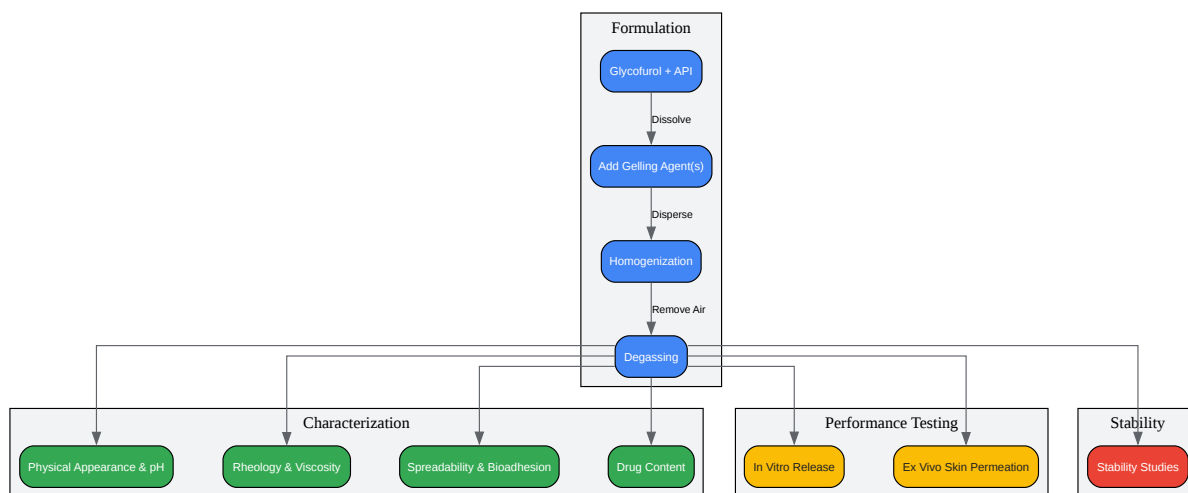 Formulation
Glycofurol + API
Dissolve
Add Gelling Agent(s)
Disperse
Homogenization
Remove Air
Degassing
Characterization
Physical Appearance & pH
Rheology & Viscosity
Spreadability & Bioadhesion
Drug Content
Performance Testing
In Vitro Release
Ex Vivo Skin Permeation
Stability
Stability Studies